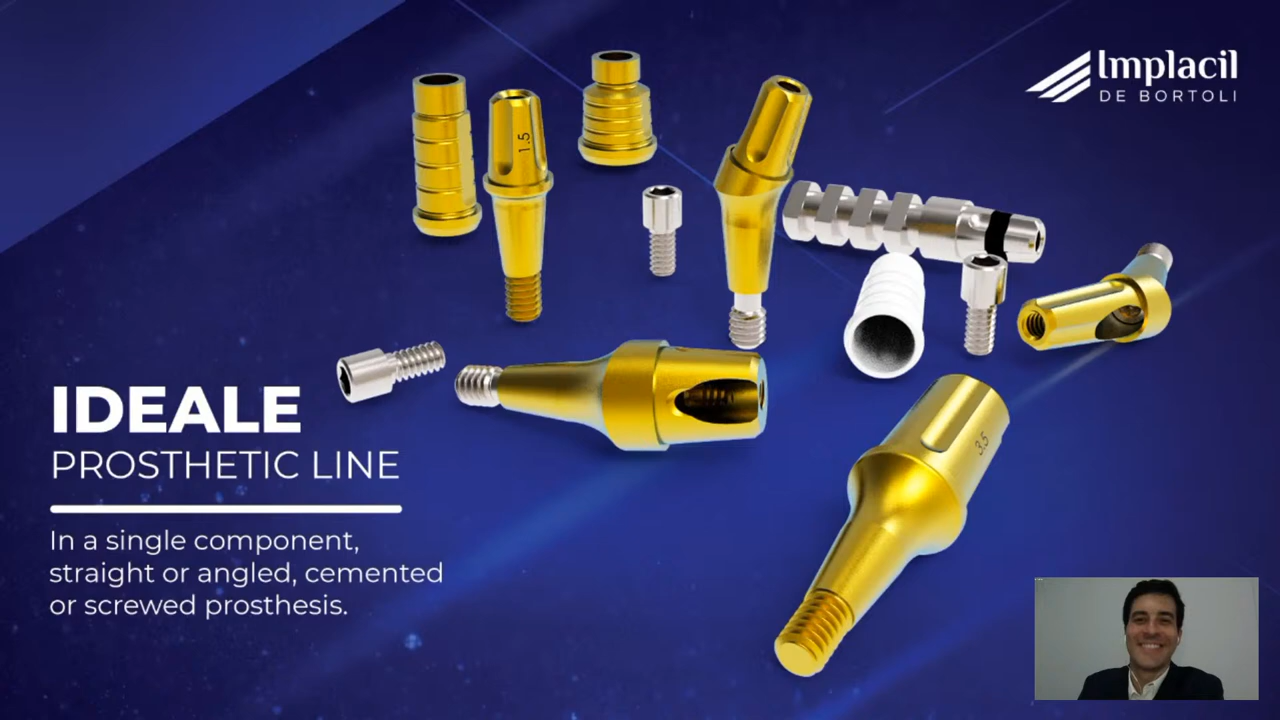 Implacil
DE BORTOLI
1.5
3.5
IDEALE
PROSTHETIC LINE
In a single component,
straight or angled, cemented
or screwed prosthesis.